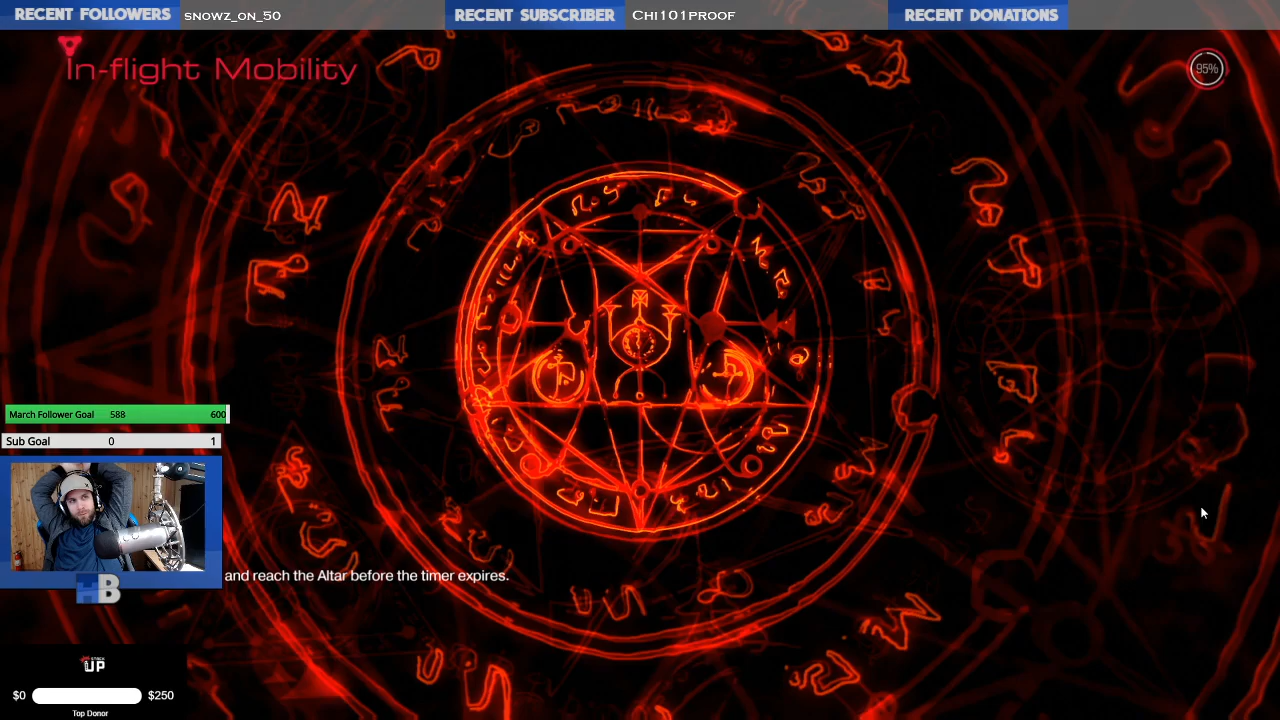 RECENT FOLLOWERS snowz_on_50 RECENT SUBSCRIBER Chi101Proof RECENT DONATIONS
In-flight Mobility
95%
March Follower Goal 588 600
Sub Goal 0 1
and reach the Altar before the timer expires.
HB
UP
$0 $250
Top Donor